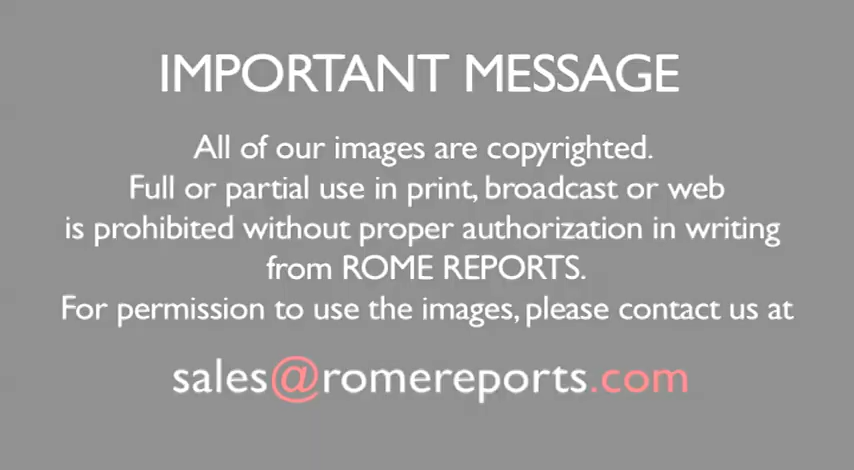 IMPORTANT MESSAGE
All of our images are copyrighted.
Full or partial use in print, broadcast or web
is prohibited without proper authorization in writing
from ROME REPORTS.
For permission to use the images, please contact us at
sales@romereports.com